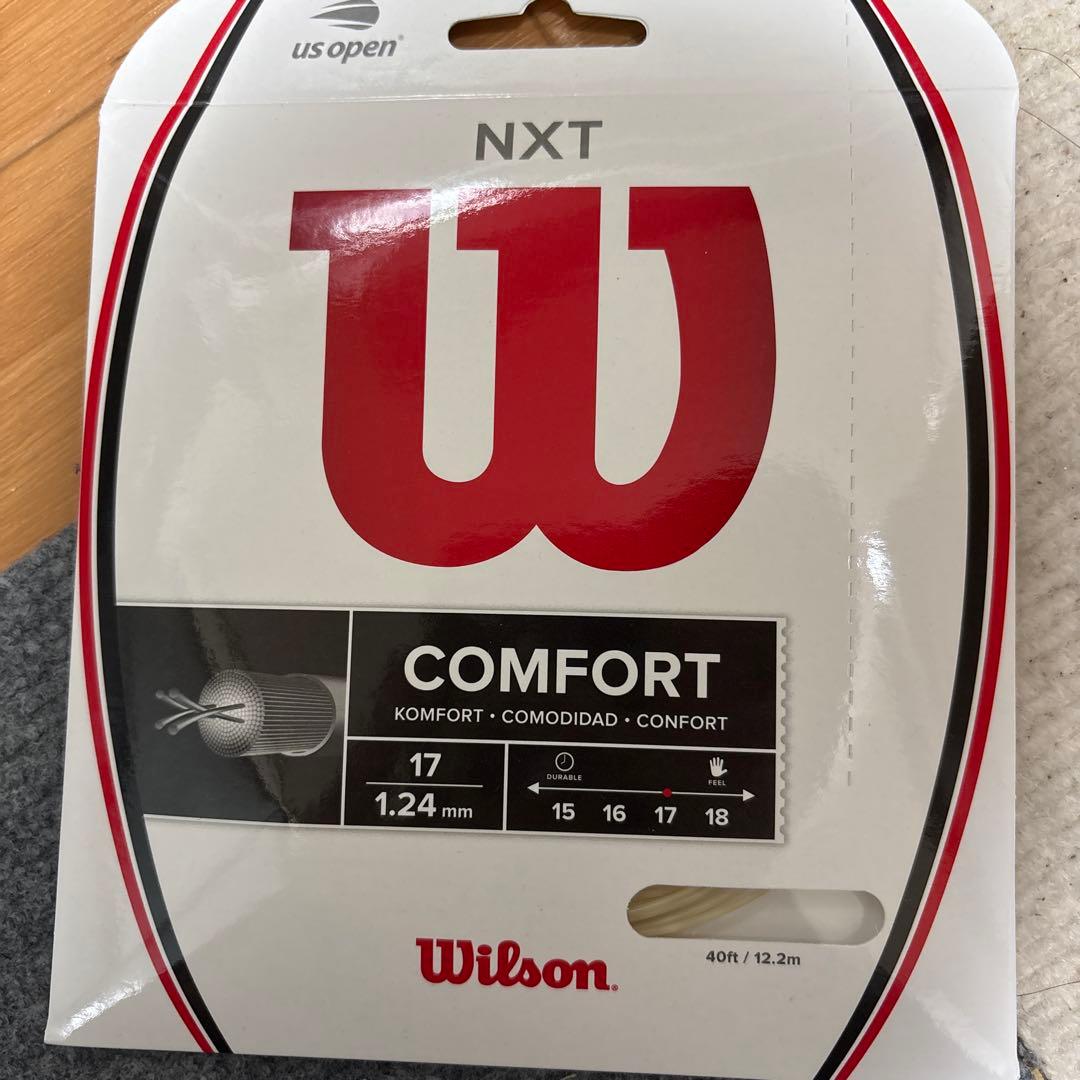 us open
NXT
W
COMFORT
KOMFORT • COMODIDAD • CONFORT
17
1.24 mm
DURABLE
FEEL
15 16 17 18
40ft / 12.2m
Wilson